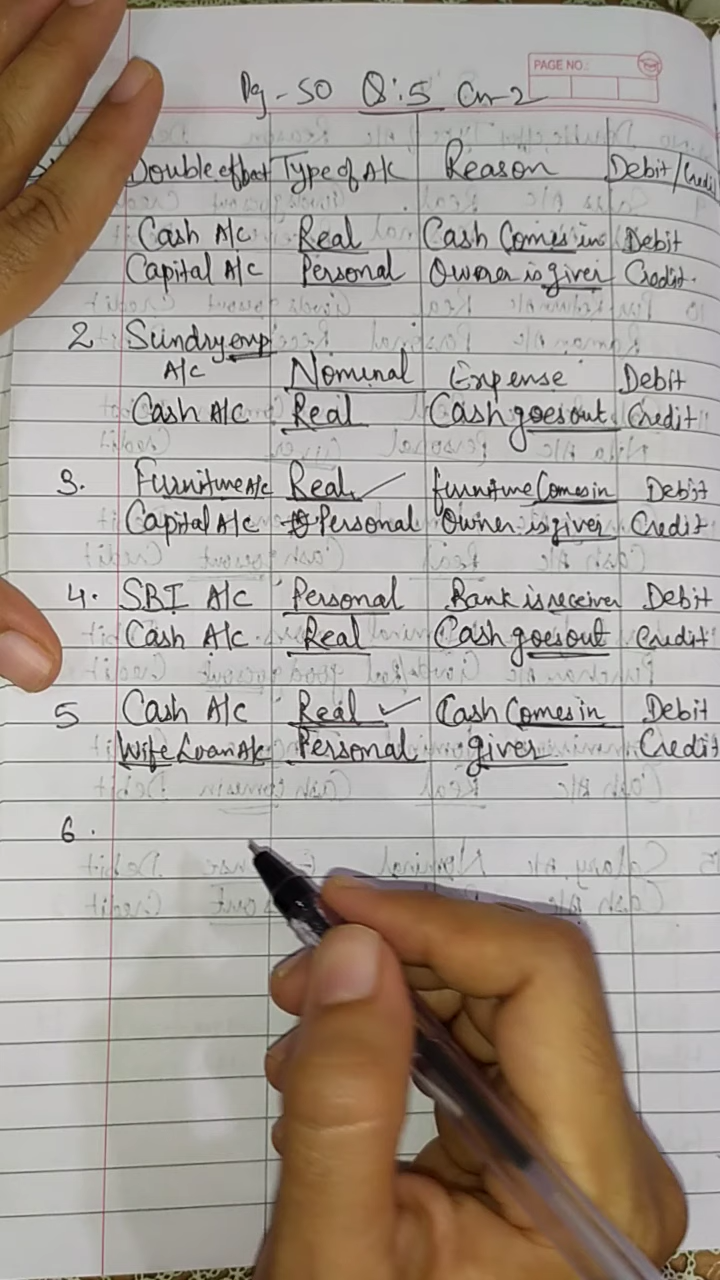 PAGE NO.:
Pg - 50 Q.5 Cn-2
Double effect Type of A/c Reason Debit/Credit
Cash A/c Real Cash Comes in Debit
Capital A/c Personal Owner is giver Credit.
2 Sundry exp
A/c Nominal Expense Debit
Cash A/c Real Cash goes out Credit
3. Furniture A/c Real furniture Comes in Debit
Capital A/c Personal Owner is giver Credit
4. SBI A/c Personal Bank is receiver Debit
Cash A/c Real Cash goes out Credit
5 Cash A/c Real Cash Comes in Debit
Wife Loan A/c Personal giver Credit
6.